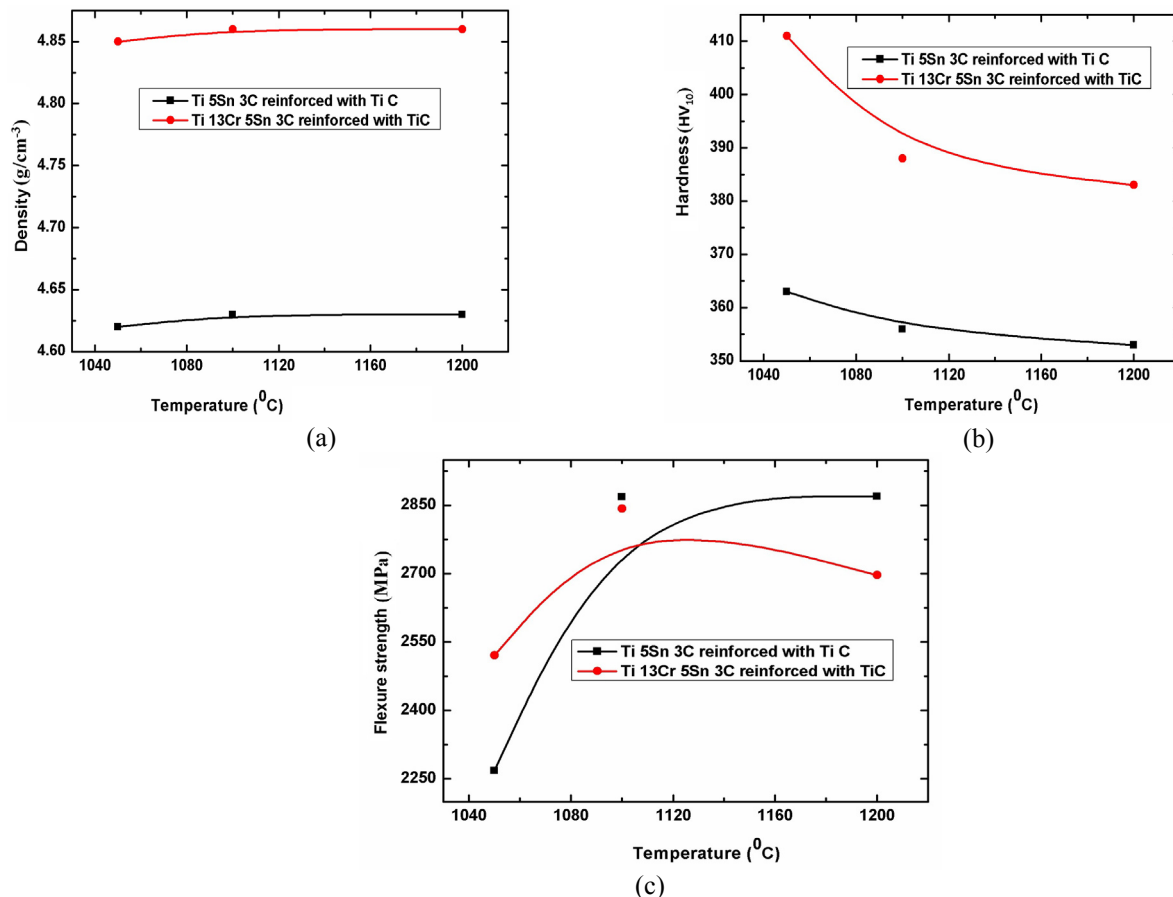 4.85
4.80
4.75
4.70
4.65
4.60
Density (g/cm⁻³)
Ti 5Sn 3C reinforced with Ti C
Ti 13Cr 5Sn 3C reinforced with TiC
1040 1080 1120 1160 1200
Temperature (⁰C)
(a)
410
400
390
380
370
360
350
Hardness (HV₁₀)
Ti 5Sn 3C reinforced with Ti C
Ti 13Cr 5Sn 3C reinforced with TiC
1040 1080 1120 1160 1200
Temperature (⁰C)
(b)
2850
2700
2550
2400
2250
Flexure strength (MPa)
Ti 5Sn 3C reinforced with Ti C
Ti 13Cr 5Sn 3C reinforced with TiC
1040 1080 1120 1160 1200
Temperature (⁰C)
(c)